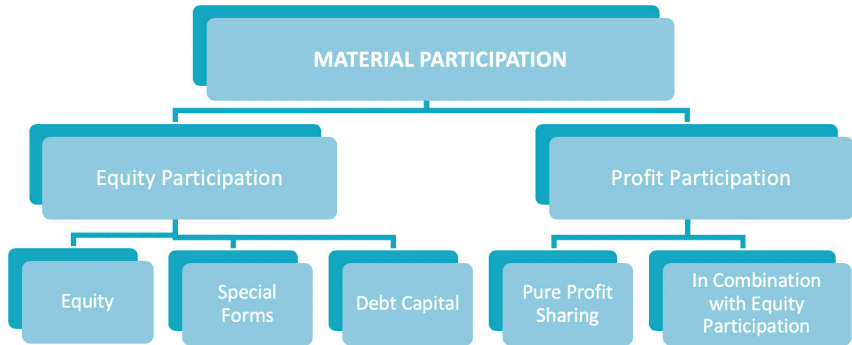 MATERIAL PARTICIPATION
Equity Participation
Profit Participation
Equity
Special
Forms
Debt Capital
Pure Profit
Sharing
In Combination
with Equity
Participation